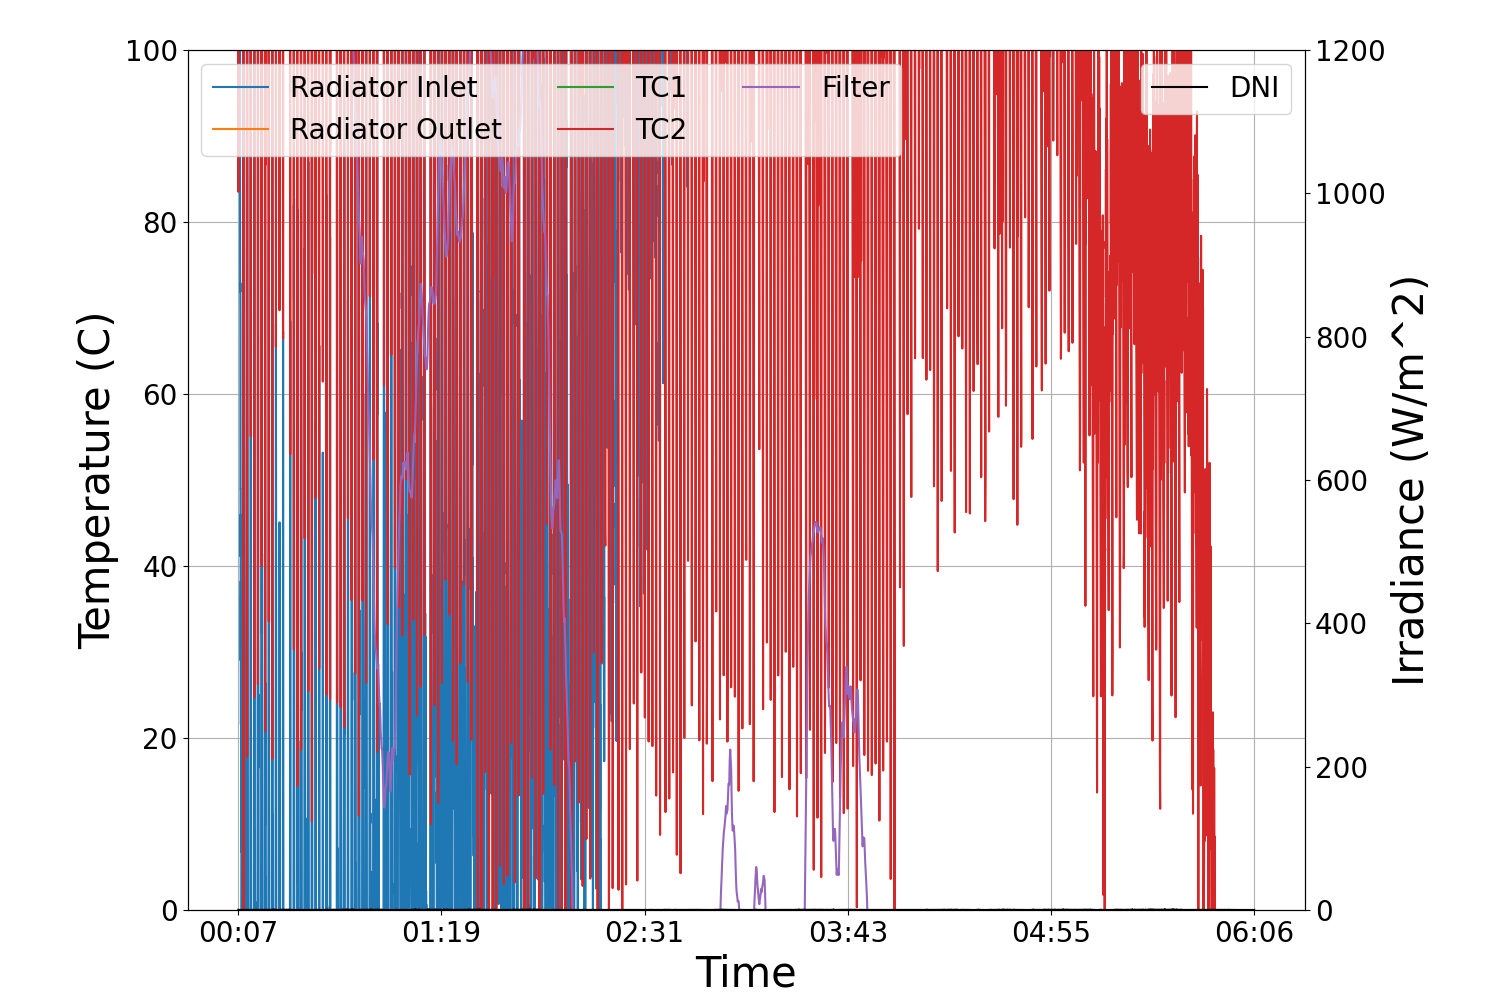 100
80
60
40
20
0
Temperature (C)
Radiator Inlet
Radiator Outlet
TC1
TC2
Filter
DNI
1200
1000
800
600
400
200
0
Irradiance (W/m^2)
00:07 01:19 02:31 03:43 04:55 06:06
Time